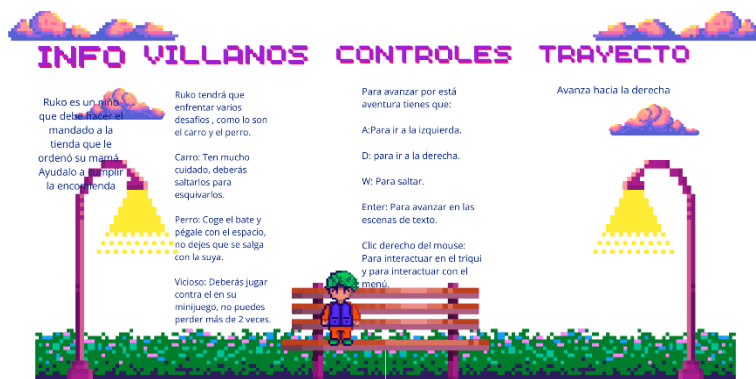 INFO
Ruko es un niño
que debe hacer el
mandado a la
tienda que le
ordenó su mamá.
Ayudalo a cumplir
la encomienda
VILLANOS
Ruko tendrá que
enfrentar varios
desafíos , como lo son
el carro y el perro.
Carro: Ten mucho
cuidado, deberás
saltarlos para
esquivarlos.
Perro: Coge el bate y
pégale con el espacio,
no dejes que se salga
con la suya.
Vicioso: Deberás jugar
contra el en su
minijuego, no puedes
perder más de 2 veces.
CONTROLES
Para avanzar por está
aventura tienes que:
A:Para ir a la izquierda.
D: para ir a la derecha.
W: Para saltar.
Enter: Para avanzar en las
escenas de texto.
Clic derecho del mouse:
Para interactuar en el triqui
y para interactuar con el
menú.
TRAYECTO
Avanza hacia la derecha